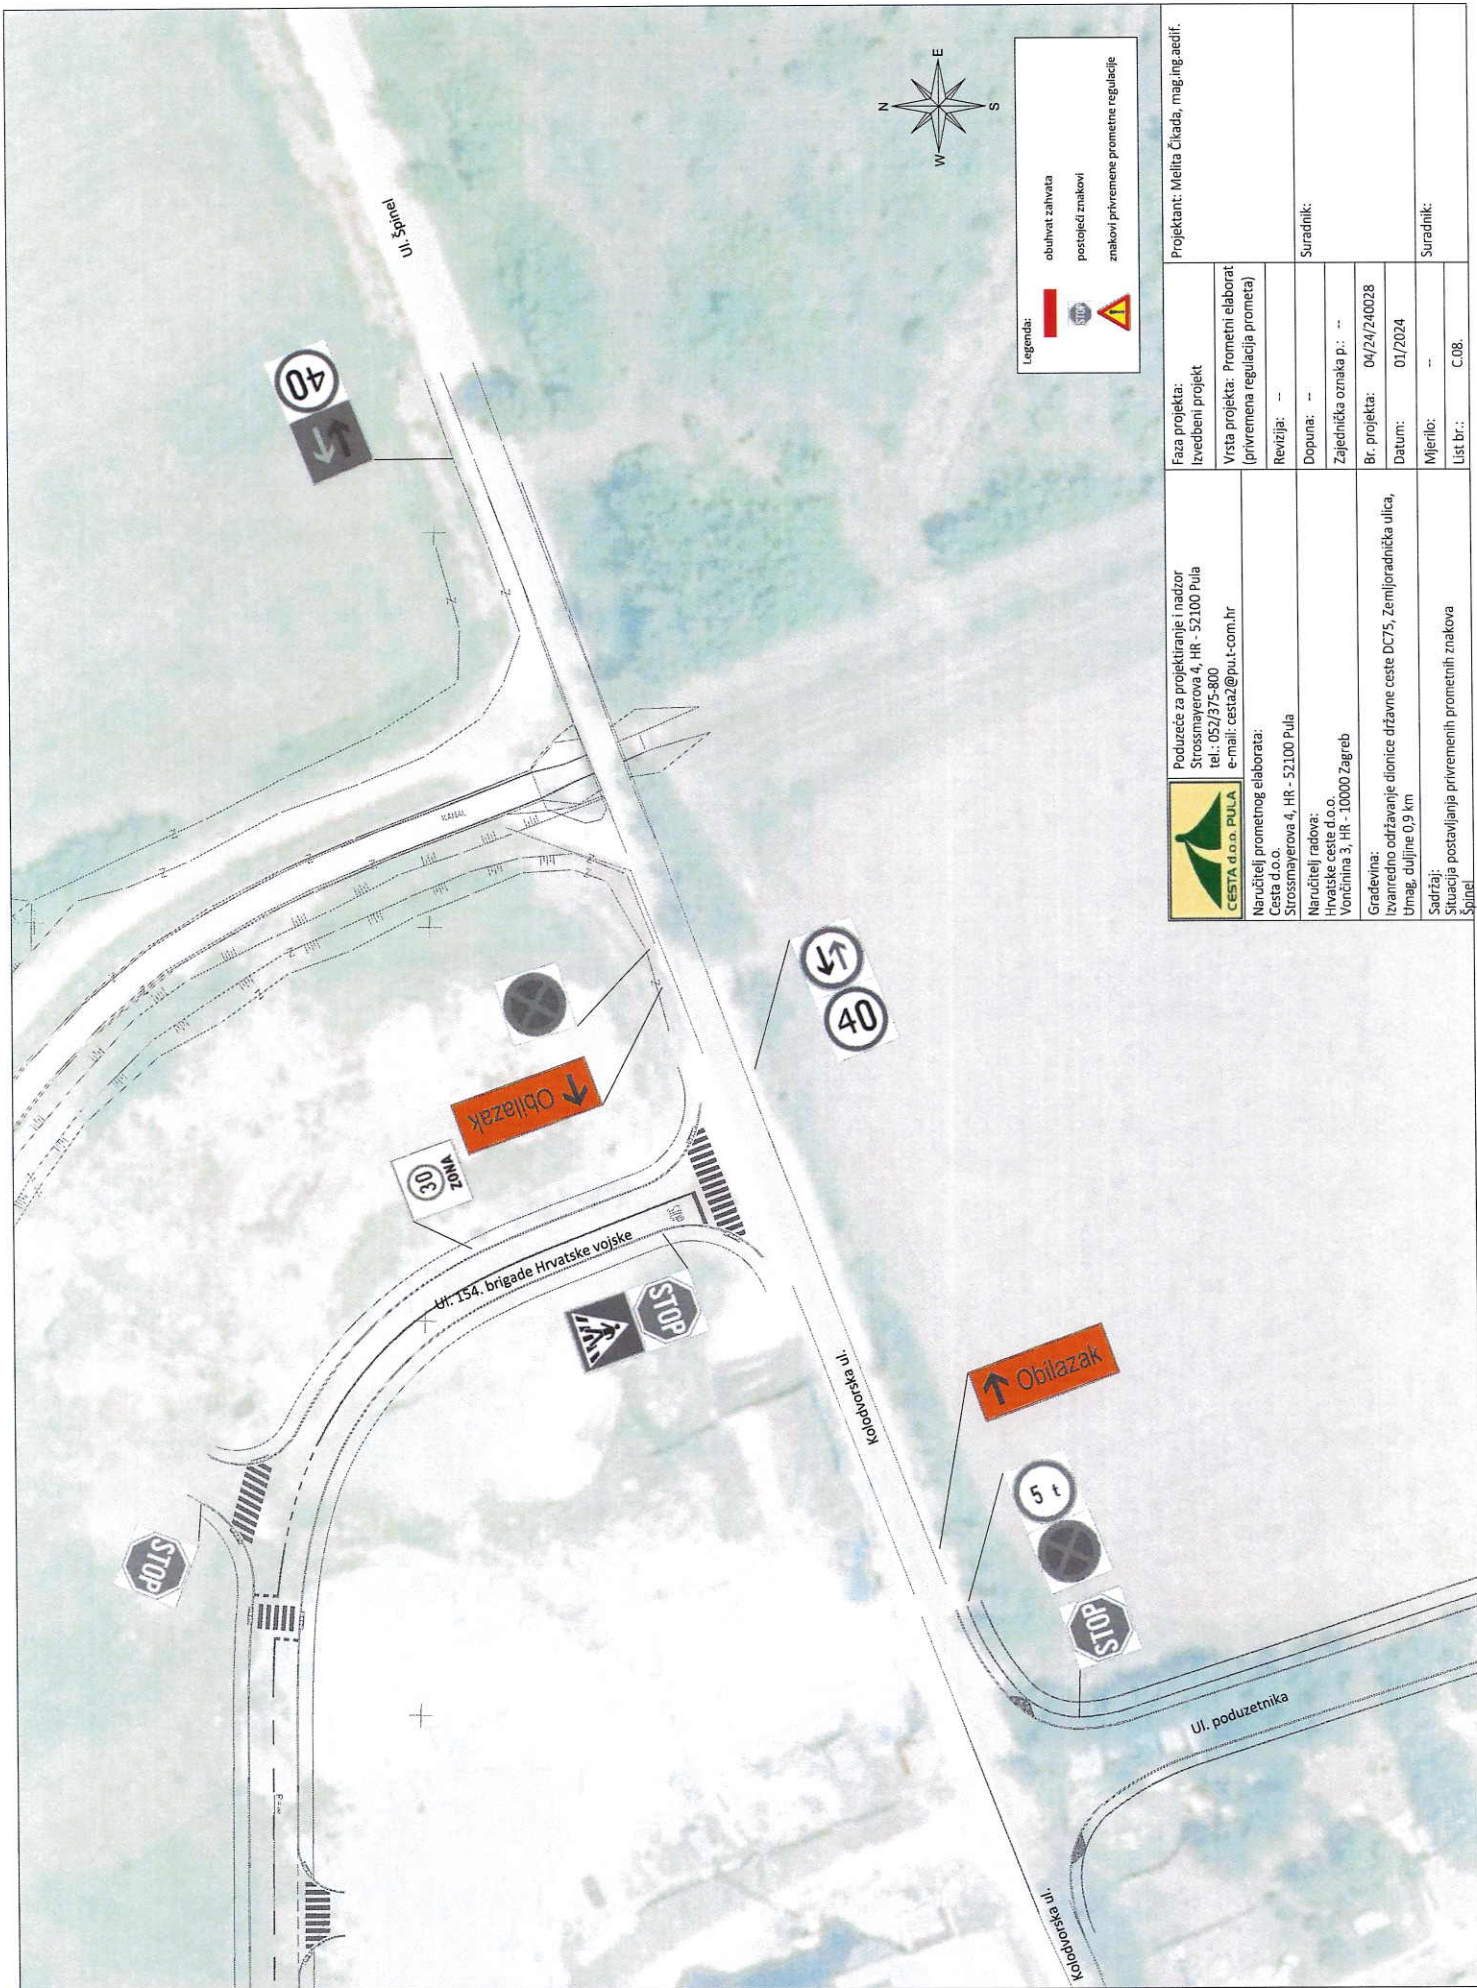 Ul. Špinel
40
KANAL
Obilazak
30
ZONA
Ul. 154. brigade Hrvatske vojske
STOP
STOP
STOP
40
Kolodvorska ul.
Obilazak
5 t
STOP
Ul. poduzetnika
Kolodvorska ul.
N
E
S
W
Legenda:
obuhvat zahvata
STOP
postojeći znakovi
znakovi privremene prometne regulacije
CESTA d.o.o. PULA
Poduzeće za projektiranje i nadzor
Strossmayerova 4, HR - 52100 Pula
tel.: 052/375-800
e-mail: cesta2@pu.t-com.hr
Naručitelj prometnog elaborata:
Cesta d.o.o.
Strossmayerova 4, HR - 52100 Pula
Naručitelj radova:
Hrvatske ceste d.o.o.
Vončinina 3, HR - 10000 Zagreb
Građevina:
Izvanredno održavanje dionice državne ceste DC75, Zemljoradnička ulica,
Umag, duljine 0,9 km
Sadržaj:
Situacija postavljanja privremenih prometnih znakova
Špinel
Faza projekta:
Izvedbeni projekt
Vrsta projekta: Prometni elaborat
(privremena regulacija prometa)
Revizija: --
Dopuna: --
Zajednička oznaka p.: --
Br. projekta: 04/24/240028
Datum: 01/2024
Mjerilo: --
List br.: C.08.
Projektant: Melita Čikada, mag.ing.aedif.
Suradnik:
Suradnik: